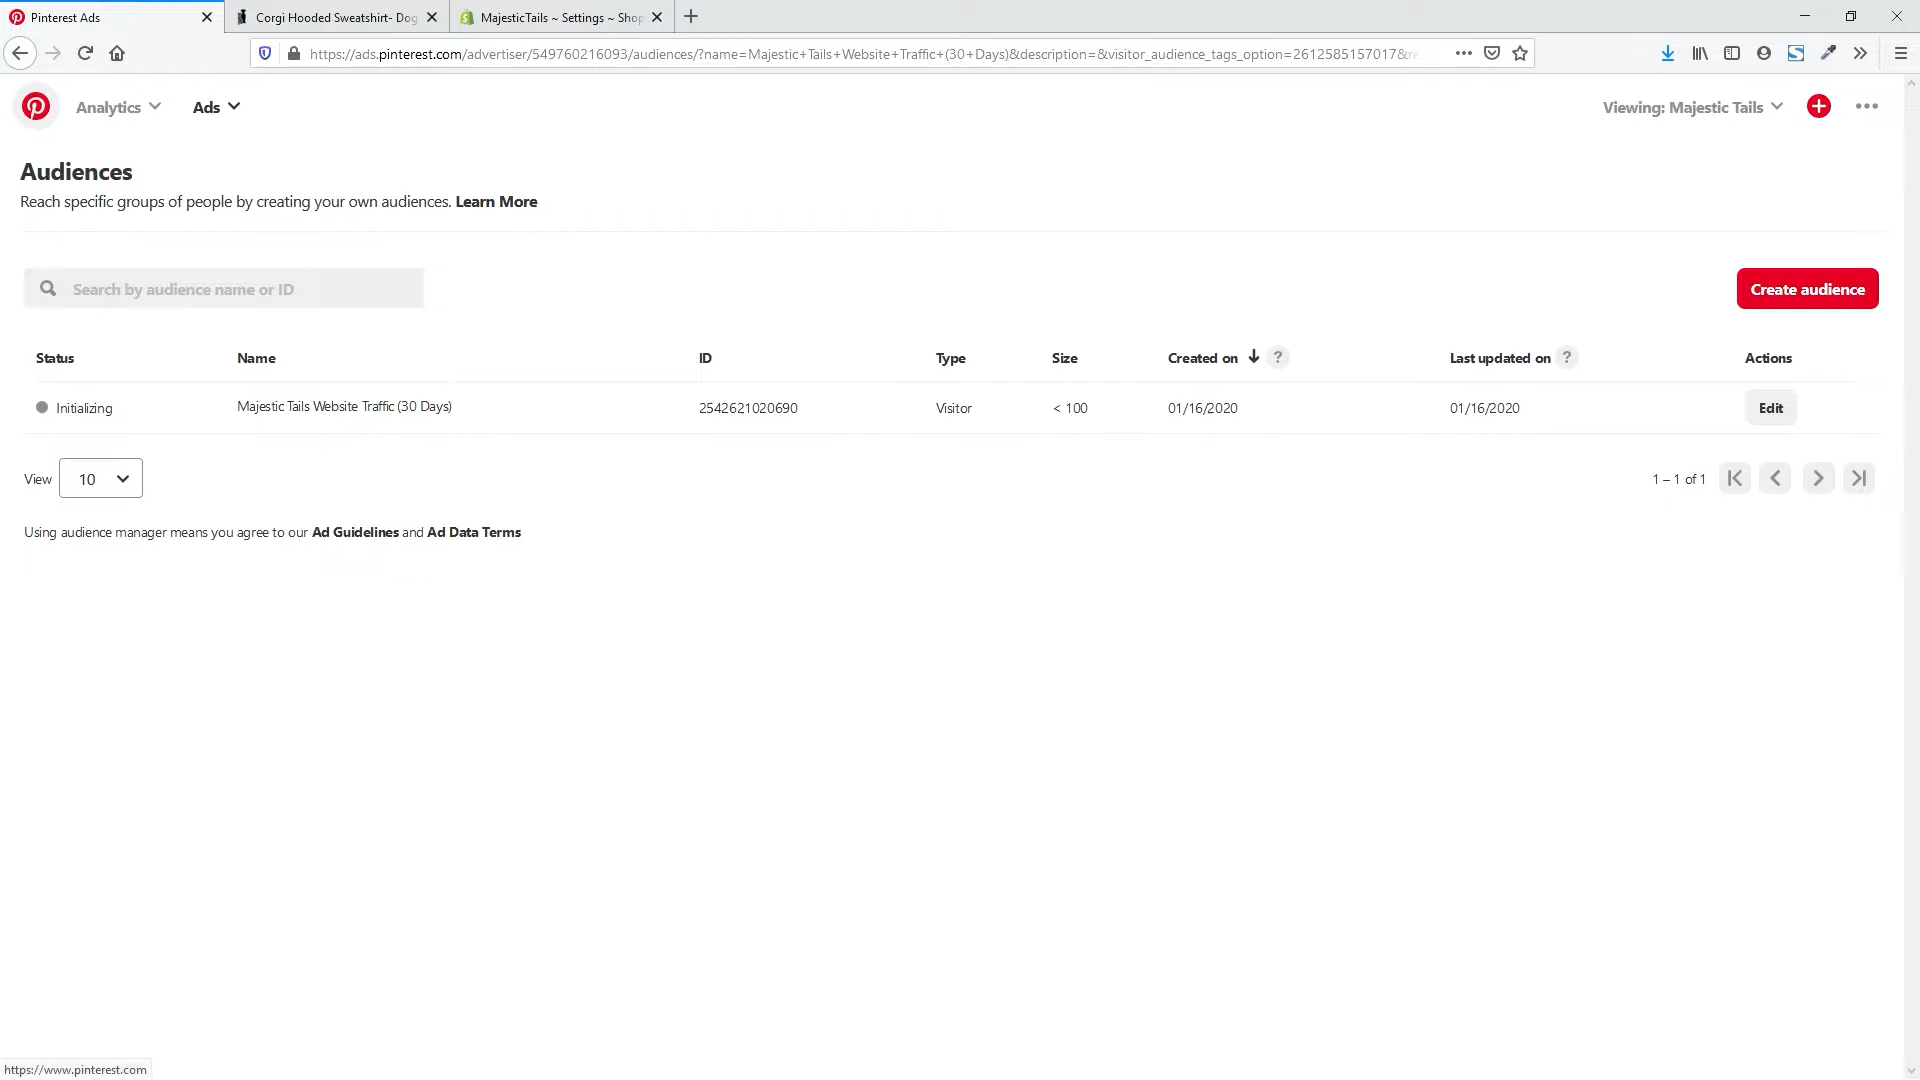 Pinterest Ads
Corgi Hooded Sweatshirt- Dog
MajesticTails ~ Settings ~ Shop
https://ads.pinterest.com/advertiser/549760216093/audiences/?name=Majestic+Tails+Website+Traffic+(30+Days)&description=&visitor_audience_tags_option=2612585157017&re
Analytics
Ads
Viewing: Majestic Tails
Audiences
Reach specific groups of people by creating your own audiences. Learn More
Search by audience name or ID
Create audience
Status Name ID Type Size Created on ? Last updated on ? Actions
Initializing Majestic Tails Website Traffic (30 Days) 2542621020690 Visitor < 100 01/16/2020 01/16/2020 Edit
View 10
1 – 1 of 1
Using audience manager means you agree to our Ad Guidelines and Ad Data Terms
https://www.pinterest.com